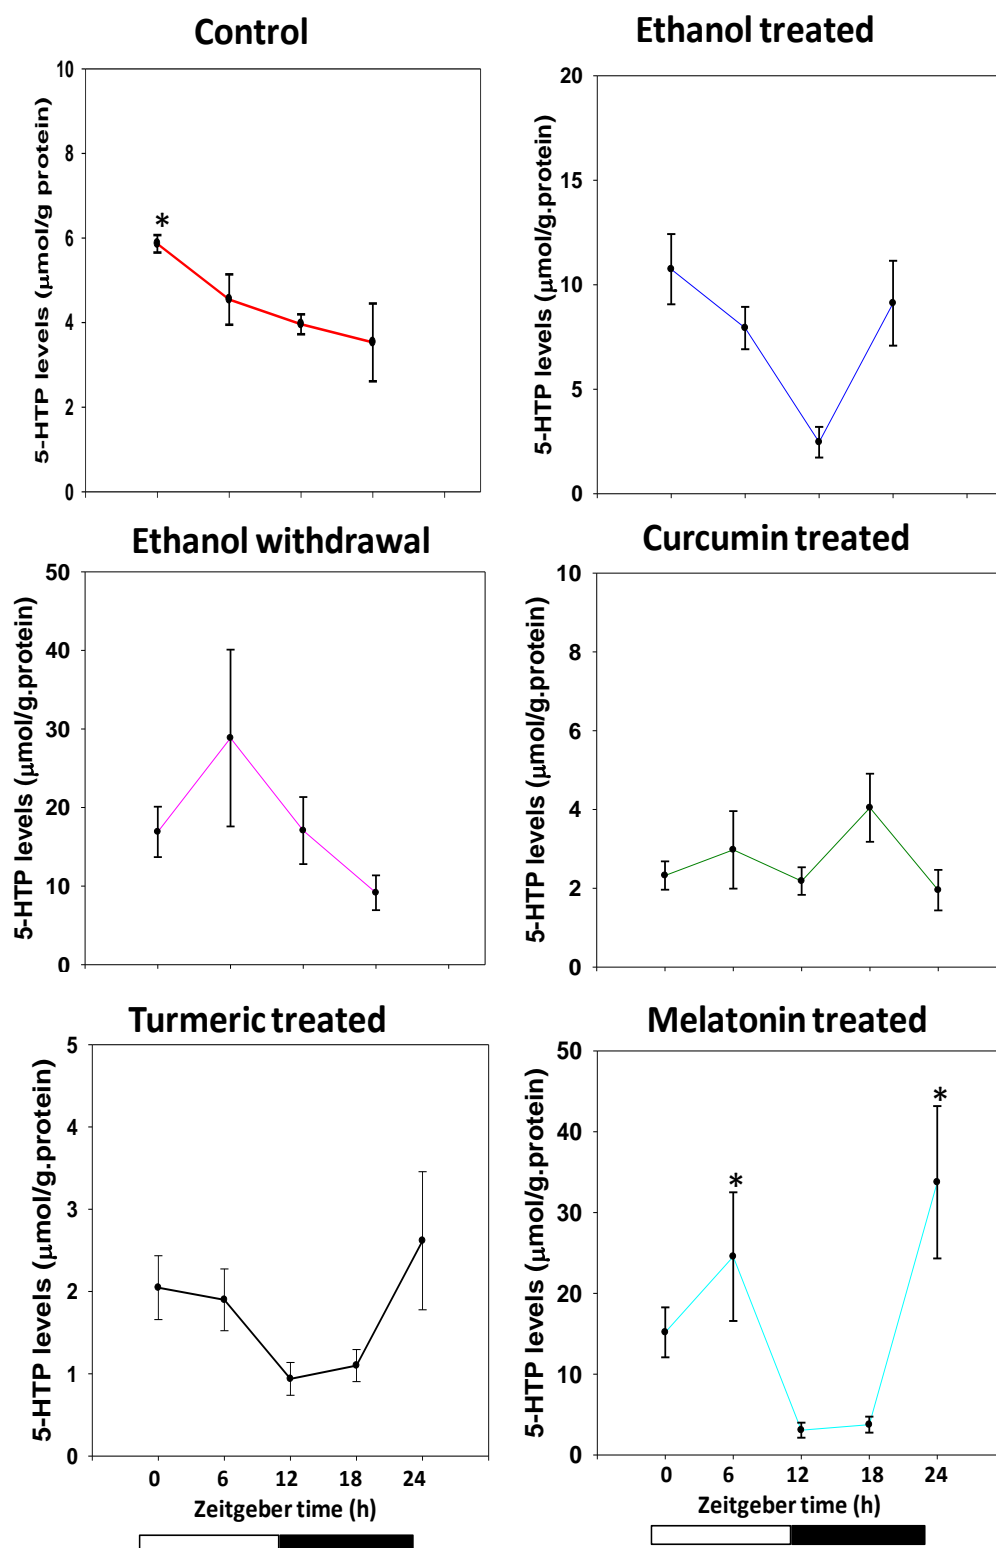 Control
5-HTP levels (μmol/g protein)
10
8
6
4
2
0
*
Ethanol treated
5-HTP levels (μmol/g.protein)
20
15
10
5
0
Ethanol withdrawal
5-HTP levels (μmol/g.protein)
50
40
30
20
10
0
Curcumin treated
5-HTP levels (μmol/g.protein)
10
8
6
4
2
0
Turmeric treated
5-HTP levels (μmol/g.protein)
5
4
3
2
1
0
0 6 12 18 24
Zeitgeber time (h)
Melatonin treated
5-HTP levels (μmol/g.protein)
50
40
30
20
10
0
*
*
0 6 12 18 24
Zeitgeber time (h)